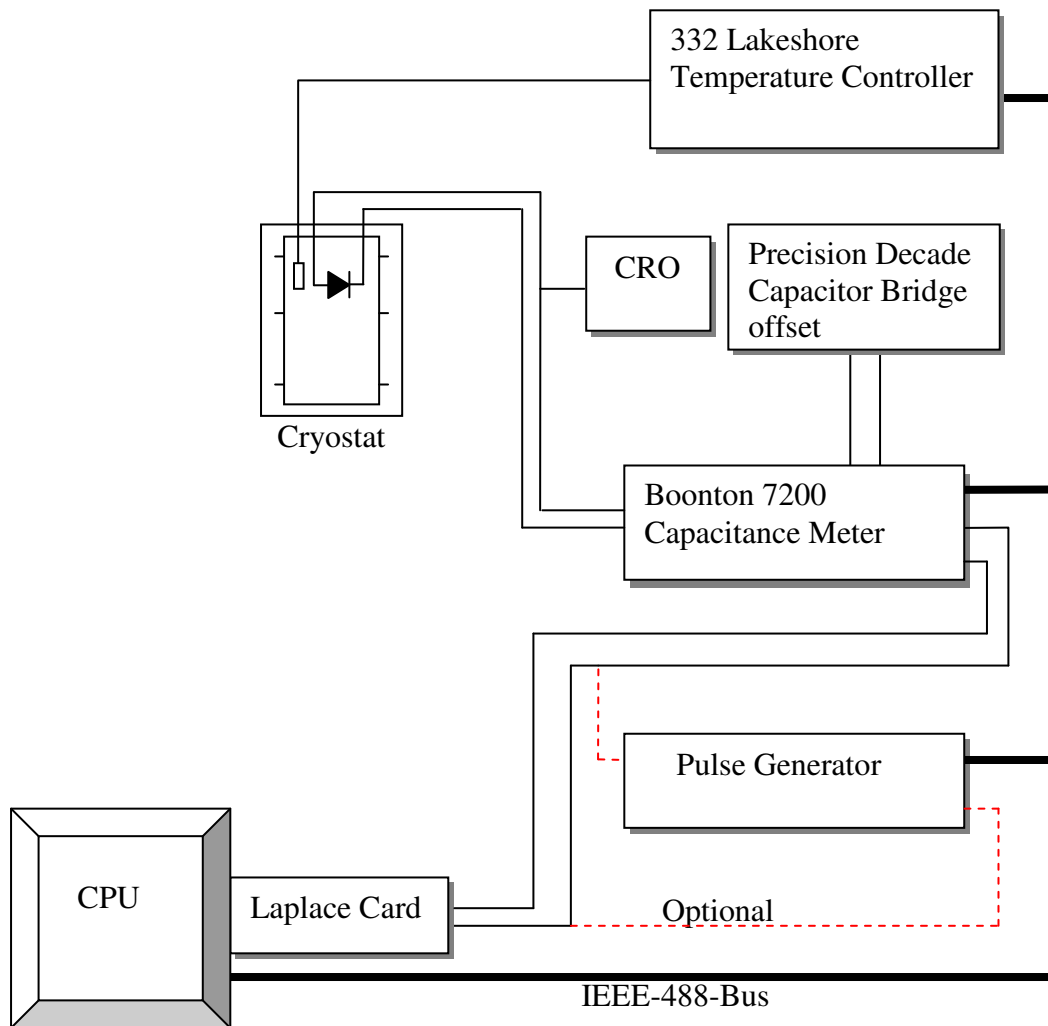 332 Lakeshore
Temperature Controller
CRO
Precision Decade
Capacitor Bridge
offset
Cryostat
Boonton 7200
Capacitance Meter
Pulse Generator
CPU
Laplace Card
Optional
IEEE-488-Bus